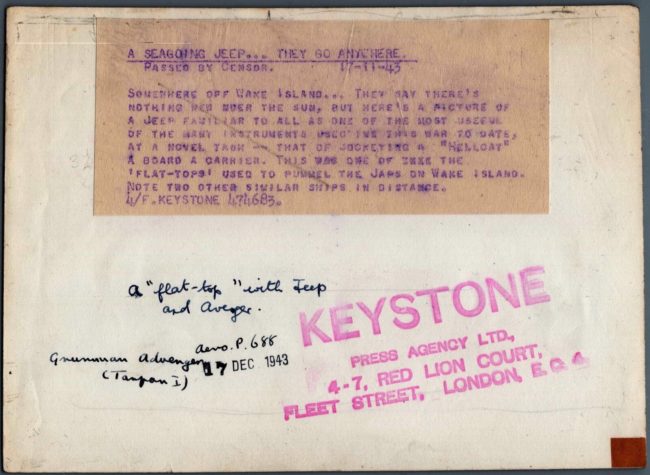 A SEAGOING JEEP... THEY GO ANYWHERE.
PASSED BY CENSOR. 17-11-43
SOMEWHERE OFF WAKE ISLAND... THEY SAY THERE'S
NOTHING NEW UDER THE SUN, BUT HERE'S A PICTURE OF
A JEEP FAMILIAR TO ALL AS ONE OF THE MOST USEFUL
OF THE MANY INSTRUMENTS USED INE THIS WAR TO DATE,
AT A NOVEL TASK - THAT OF JOCKEYING A "HELLCAT"
A BOARD A CARRIER. THIS WAS ONE OF THE
'FLAT-TOPS' USED TO PUMMEL THE JAPS ON WAKE ISLAND.
NOTE TWO OTHER SIMILAR SHIPS IN DISTANCE.
4/F. KEYSTONE 474683.
A "flat-top" with Jeep
and Avenger.
Aero. P. 688
Grumman Advenger
17 DEC 1943
(Tarpon I)
KEYSTONE
PRESS AGENCY LTD.,
4-7, RED LION COURT,
FLEET STREET, LONDON, E.C.4